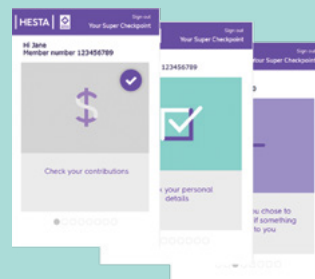 HESTA
Sign out
Your Super Checkpoint
Hi Jane
Member number 123456789
$
Check your contributions
Sign out
Your Super Checkpoint
123456789
your personal
details
Sign out
Your Super Checkpoint
you chose to
if something
to you